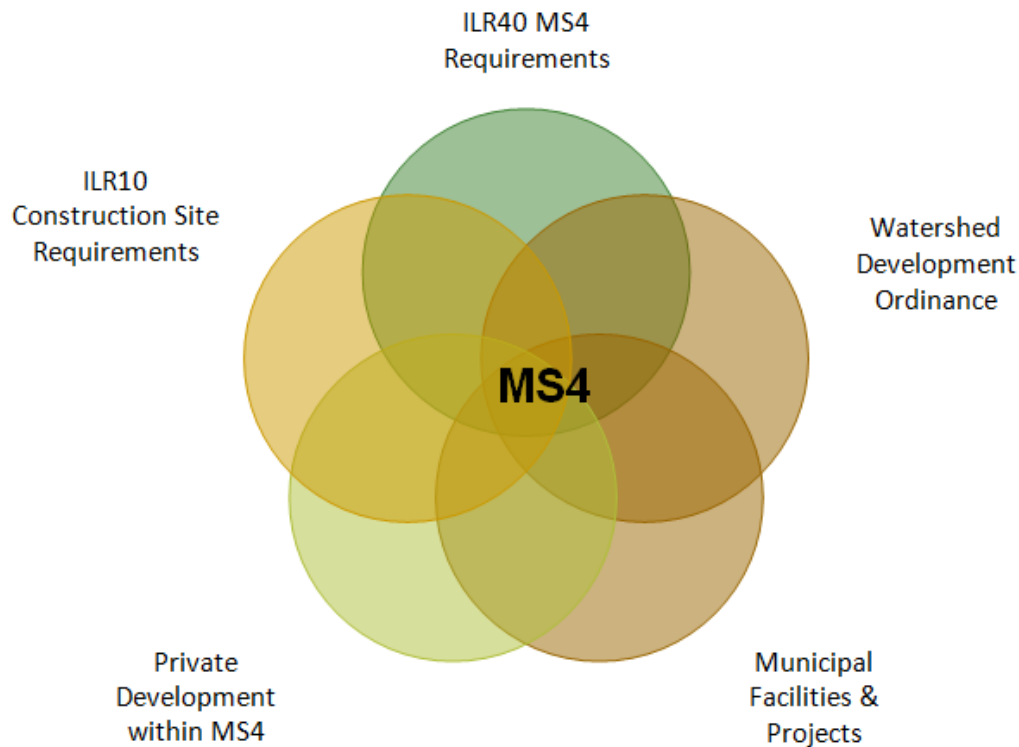 ILR40 MS4
Requirements
ILR10
Construction Site
Requirements
Watershed
Development
Ordinance
MS4
Private
Development
within MS4
Municipal
Facilities &
Projects